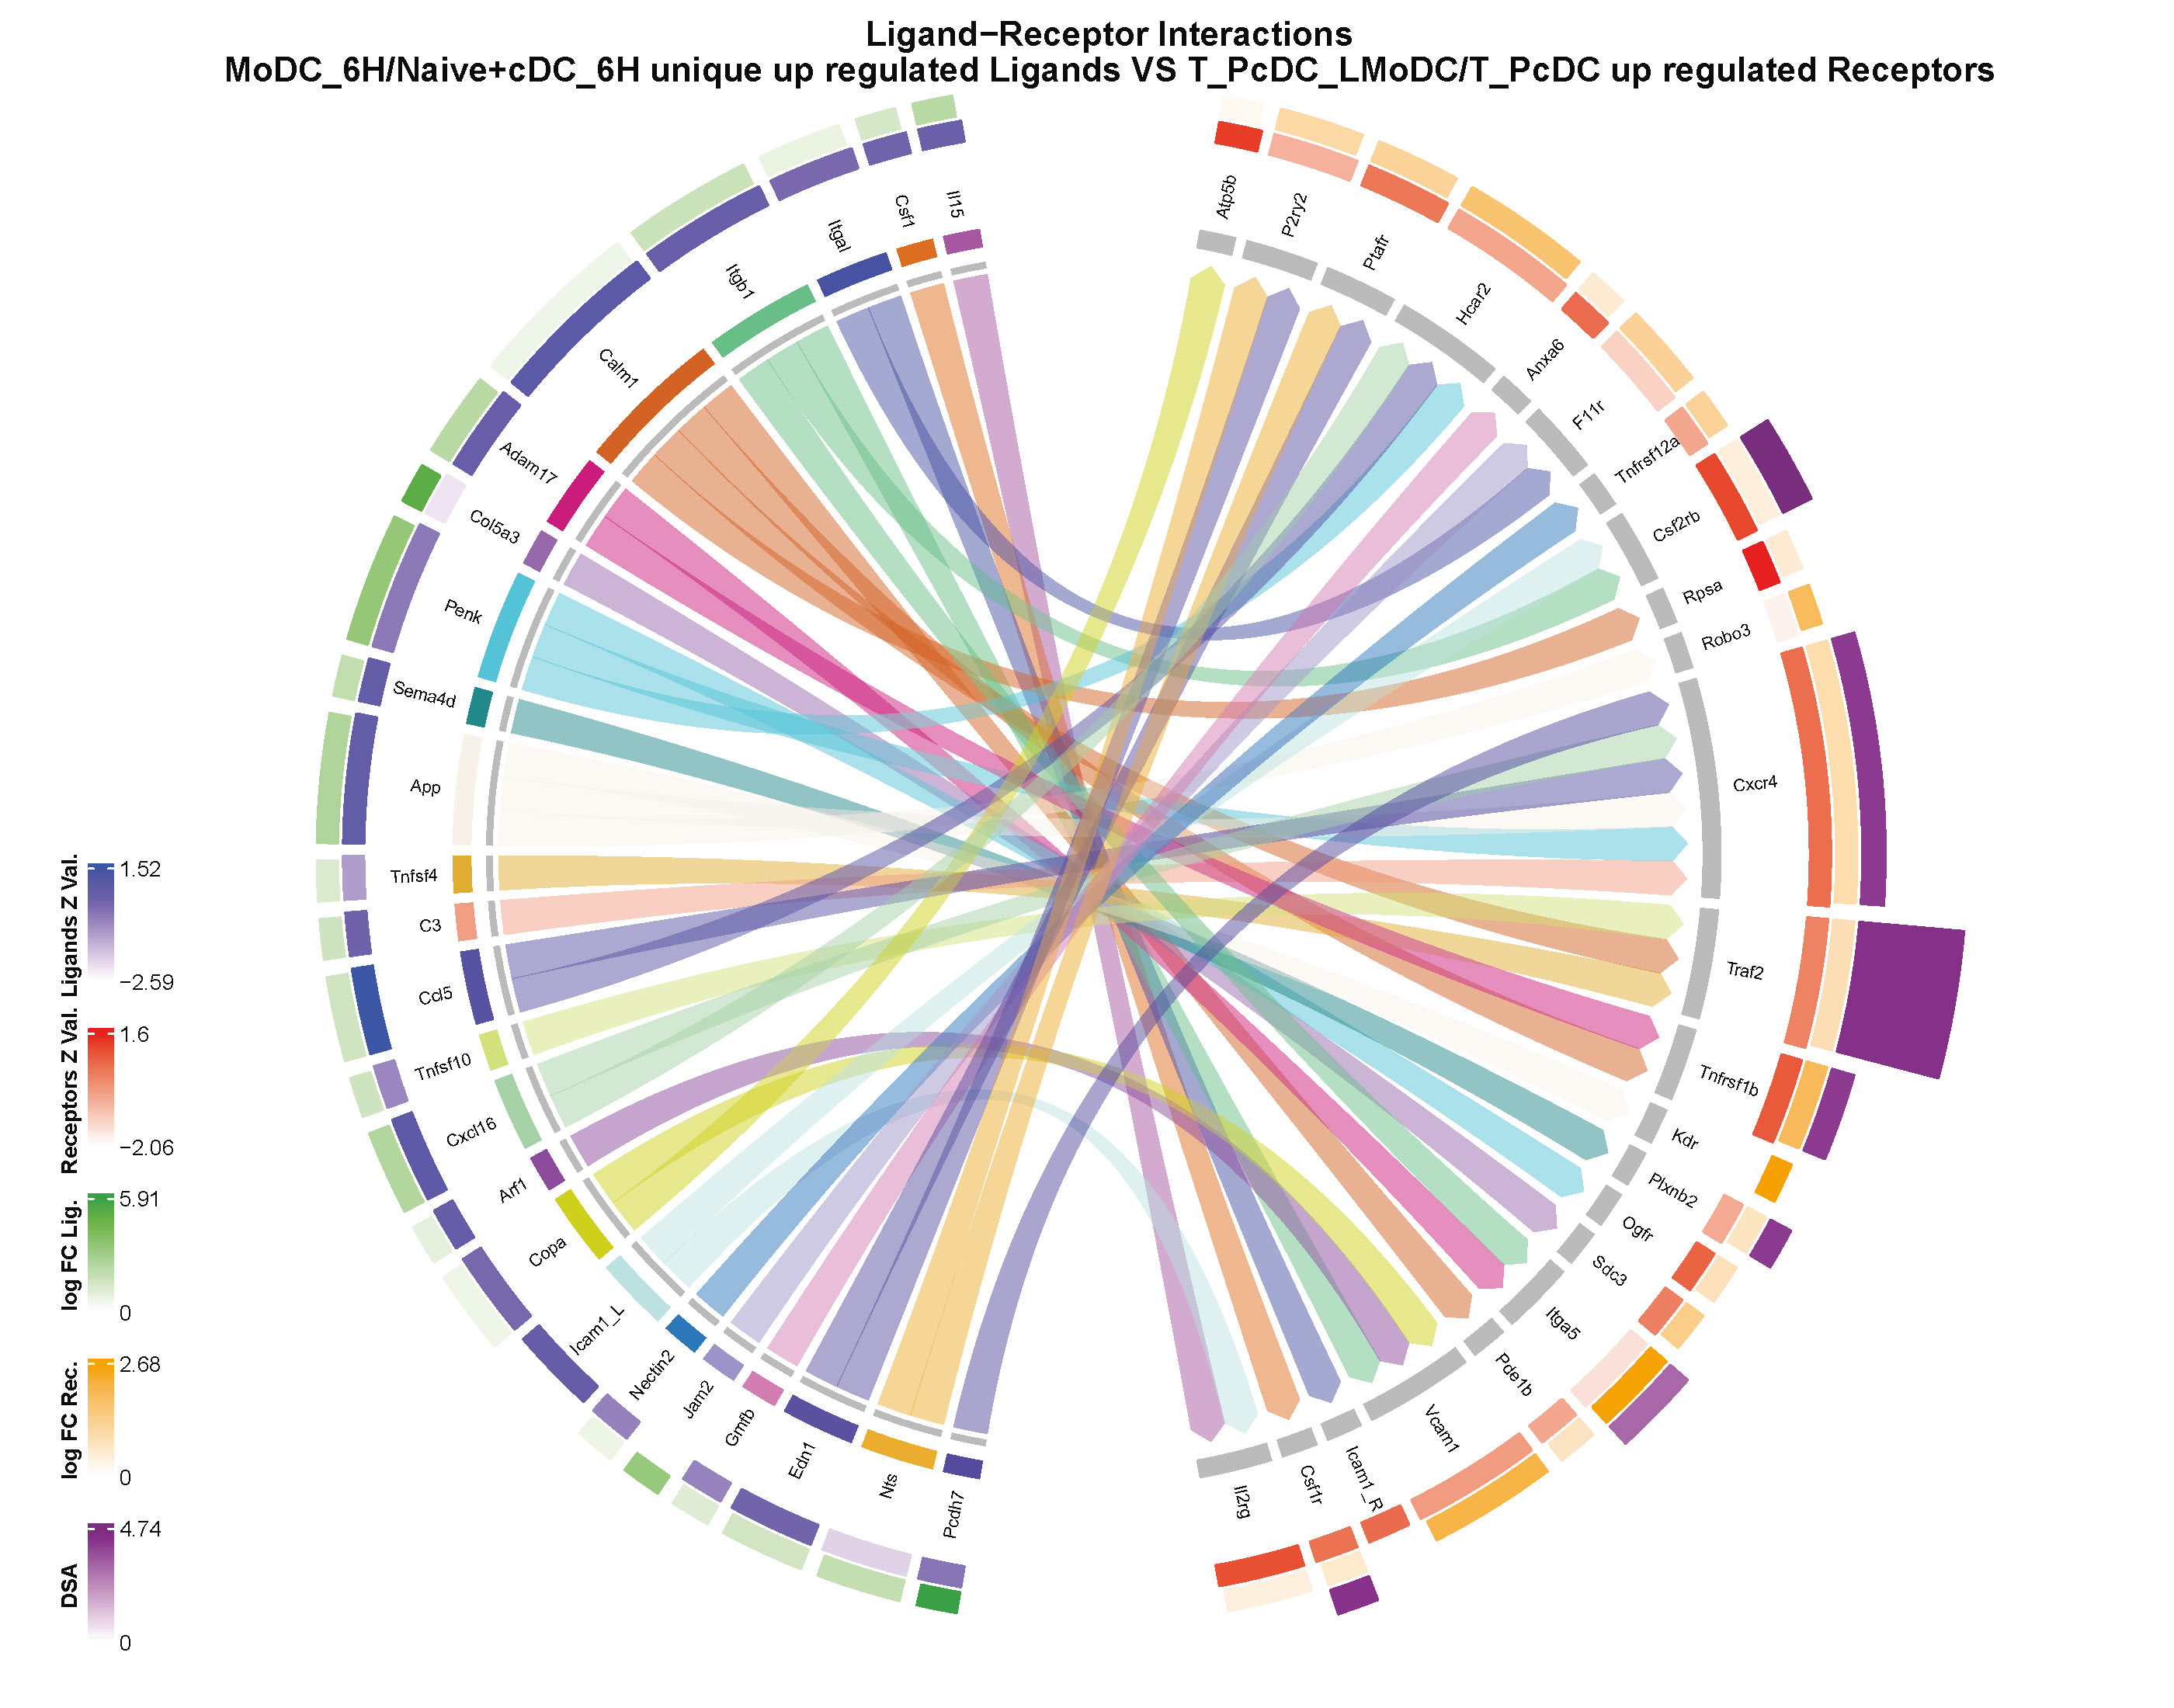 Ligand−Receptor Interactions
MoDC_6H/Naive+cDC_6H unique up regulated Ligands VS T_PcDC_LMoDC/T_PcDC up regulated Receptors
Il15
Csf1
Itgal
Itgb1
Calm1
Adam17
Col5a3
Penk
Sema4d
App
Tnfsf4
C3
Ccl5
Tnfsf10
Cxcl16
Arf1
Copa
Icam1_L
Nectin2
Jam2
Gmfb
Edn1
Nts
Pcdh7
Atp5b
P2ry2
Ptafr
Hcar2
Anxa6
F11r
Tnfrsf12a
Csf2rb
Rpsa
Robo3
Cxcr4
Traf2
Tnfrsf1b
Kdr
Plxnb2
Ogfr
Sdc3
Itga5
Pde1b
Vcam1
Icam1_R
Csf1r
Il2rg
Ligands Z Val.
1.52
−2.59
Receptors Z Val.
1.6
−2.06
log FC Lig.
5.91
0
log FC Rec.
2.68
0
DSA
4.74
0